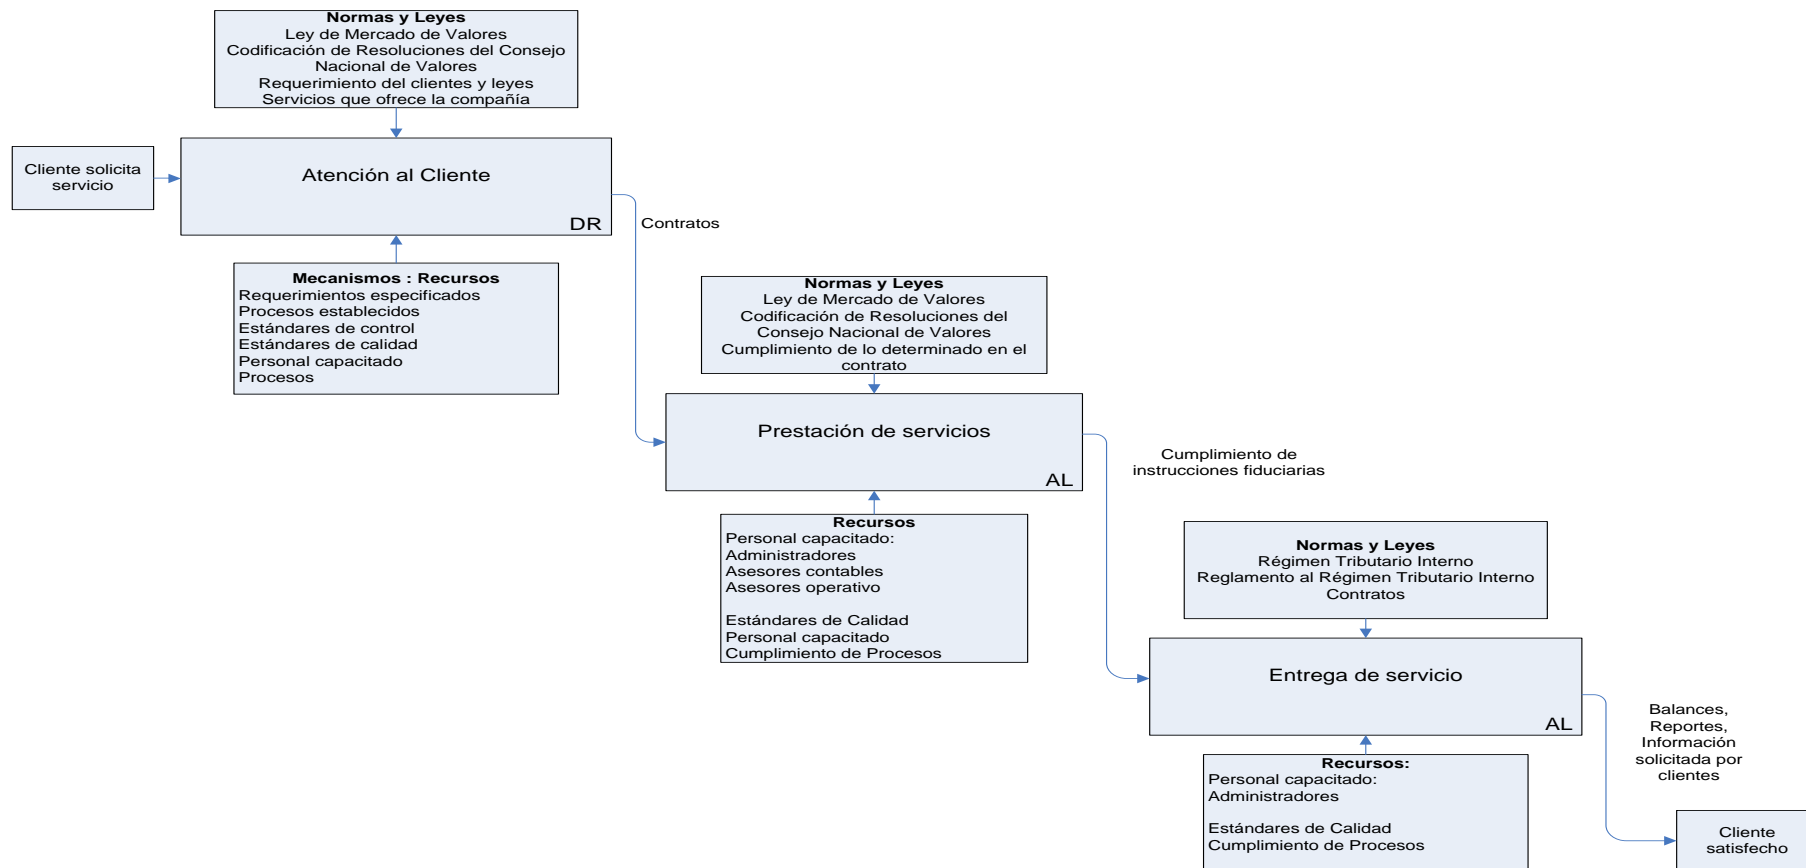 Normas y Leyes
Ley de Mercado de Valores
Codificación de Resoluciones del Consejo
Nacional de Valores
Requerimiento del clientes y leyes
Servicios que ofrece la compañía
Cliente solicita
servicio
Atención al Cliente
DR
Contratos
Mecanismos : Recursos
Requerimientos especificados
Procesos establecidos
Estándares de control
Estándares de calidad
Personal capacitado
Procesos
Normas y Leyes
Ley de Mercado de Valores
Codificación de Resoluciones del
Consejo Nacional de Valores
Cumplimiento de lo determinado en el
contrato
Prestación de servicios
AL
Cumplimiento de
instrucciones fiduciarias
Recursos
Personal capacitado:
Administradores
Asesores contables
Asesores operativo
Estándares de Calidad
Personal capacitado
Cumplimiento de Procesos
Normas y Leyes
Régimen Tributario Interno
Reglamento al Régimen Tributario Interno
Contratos
Entrega de servicio
AL
Balances,
Reportes,
Información
solicitada por
clientes
Recursos:
Personal capacitado:
Administradores
Estándares de Calidad
Cumplimiento de Procesos
Cliente
satisfecho